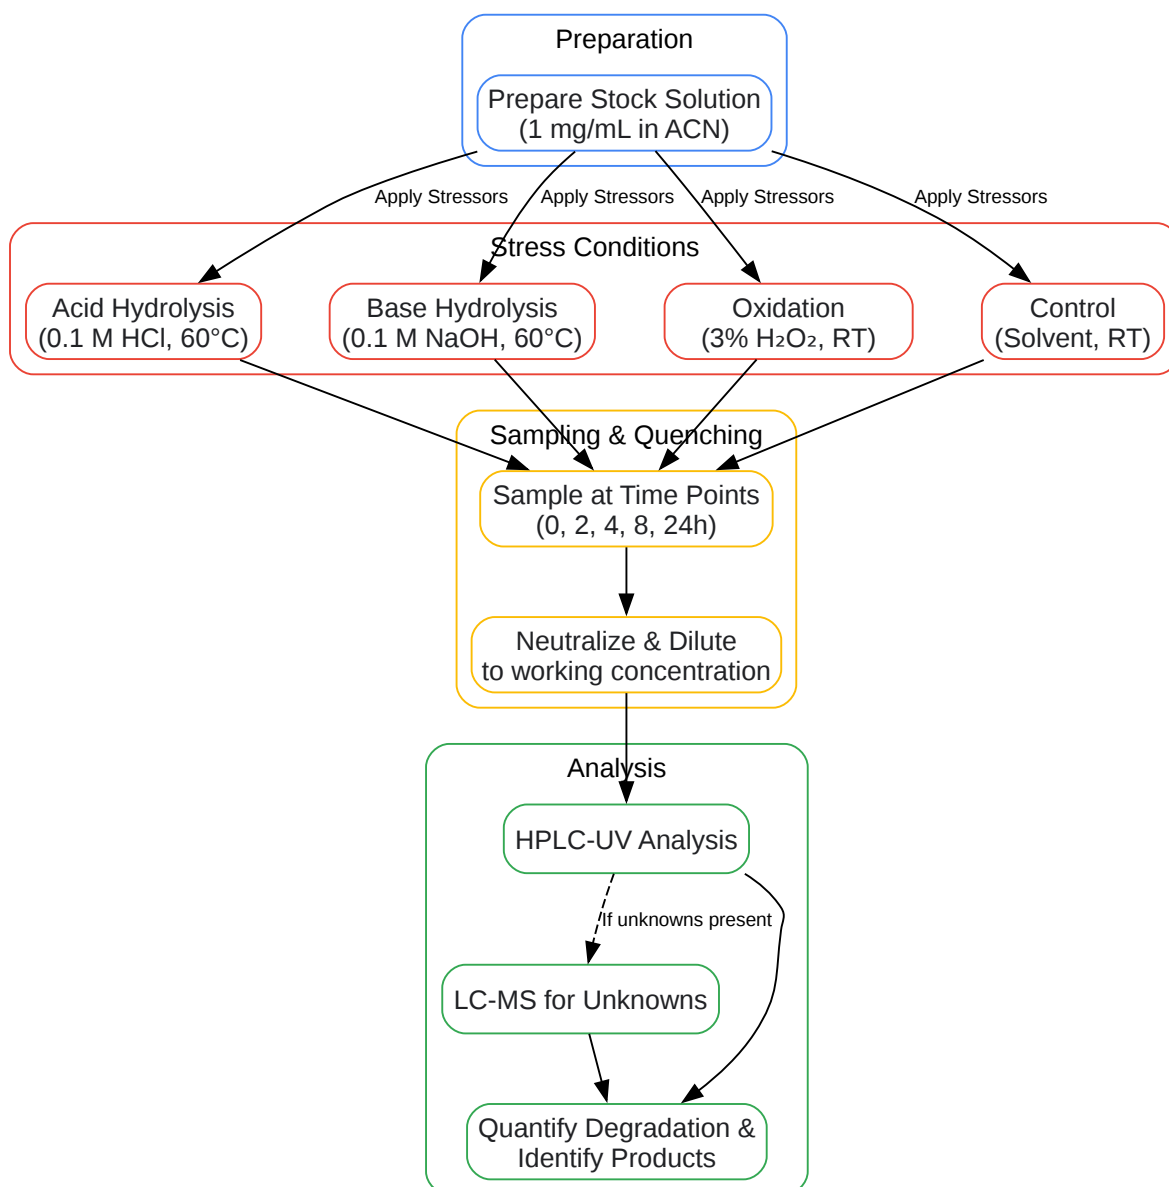 Preparation
Prepare Stock Solution
(1 mg/mL in ACN)
Apply Stressors
Apply Stressors
Apply Stressors
Apply Stressors
Stress Conditions
Acid Hydrolysis
(0.1 M HCl, 60°C)
Base Hydrolysis
(0.1 M NaOH, 60°C)
Oxidation
(3% H₂O₂, RT)
Control
(Solvent, RT)
Sampling & Quenching
Sample at Time Points
(0, 2, 4, 8, 24h)
Neutralize & Dilute
to working concentration
Analysis
HPLC-UV Analysis
If unknowns present
LC-MS for Unknowns
Quantify Degradation &
Identify Products